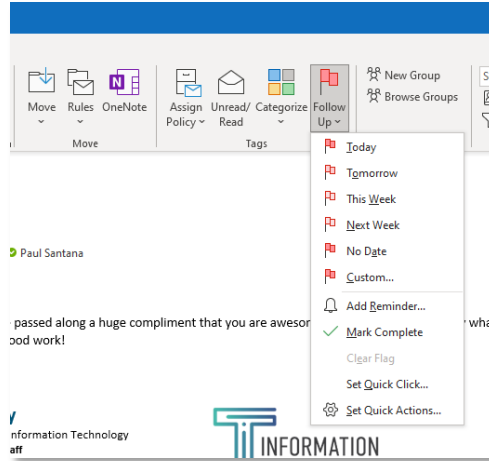 Move Rules OneNote Assign Policy Unread/ Read Categorize Follow Up New Group
Browse Groups
Move Tags
Today
Tomorrow
This Week
Next Week
Paul Santana
No Date
Custom...
Add Reminder...
passed along a huge compliment that you are
Mark Complete
ood work!
Clear Flag
Set Quick Click...
Set Quick Actions...
nformation Technology
aff
INFORMATION